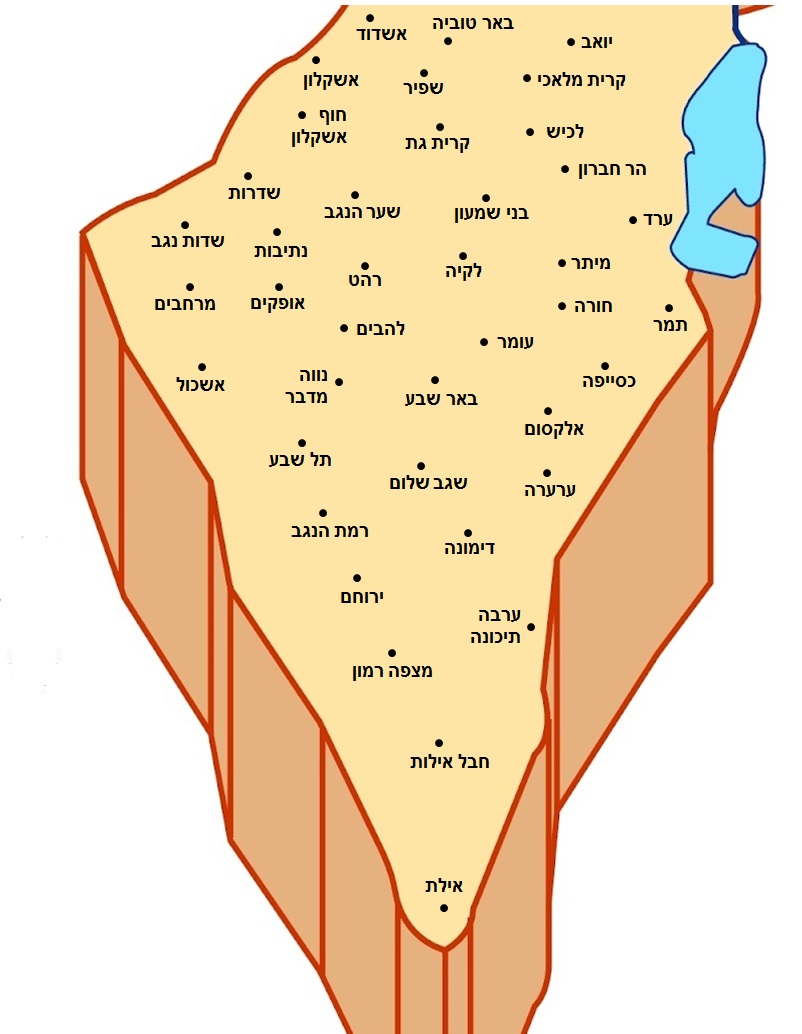 באר טוביה
אשדוד
יואב
אשקלון
שפיר
קרית מלאכי
חוף
אשקלון
קרית גת
לכיש
הר חברון
שדרות
שער הנגב
בני שמעון
ערד
שדות נגב
נתיבות
רהט
לקיה
מיתר
מרחבים
אופקים
חורה
תמר
להבים
עומר
אשכול
נווה
מדבר
באר שבע
כסייפה
אלקסום
תל שבע
שגב שלום
ערערה
רמת הנגב
דימונה
ירוחם
ערבה
תיכונה
מצפה רמון
חבל אילות
אילת